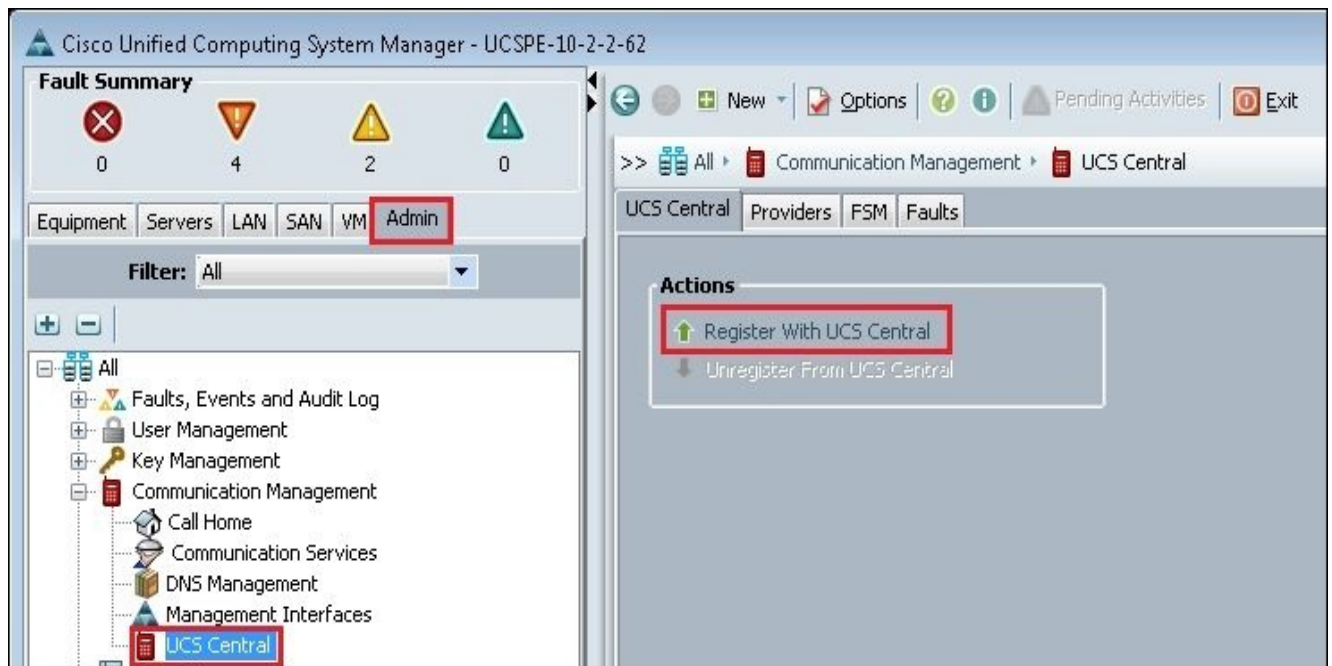 Cisco Unified Computing System Manager - UCSPE-10-2-2-62
Fault Summary
0 4 2 0
Equipment Servers LAN SAN VM Admin
Filter: All
All
Faults, Events and Audit Log
User Management
Key Management
Communication Management
Call Home
Communication Services
DNS Management
Management Interfaces
UCS Central
New Options Pending Activities Exit
>> All Communication Management UCS Central
UCS Central Providers FSM Faults
Actions
Register With UCS Central
Unregister From UCS Central